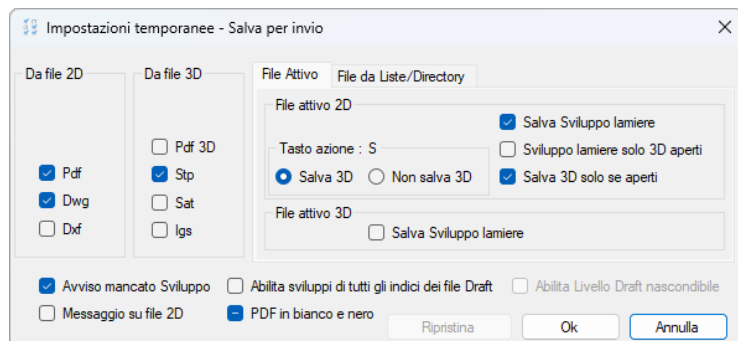 Impostazioni temporanee - Salva per invio
Da file 2D
Pdf
Dwg
Dxf
Da file 3D
Pdf 3D
Stp
Sat
Igs
File Attivo
File da Liste/Directory
File attivo 2D
Tasto azione : S
Salva 3D
Non salva 3D
Salva Sviluppo lamiere
Sviluppo lamiere solo 3D aperti
Salva 3D solo se aperti
File attivo 3D
Salva Sviluppo lamiere
Avviso mancato Sviluppo
Abilita sviluppi di tutti gli indici dei file Draft
Abilita Livello Draft nascondibile
Messaggio su file 2D
PDF in bianco e nero
Ripristina
Ok
Annulla